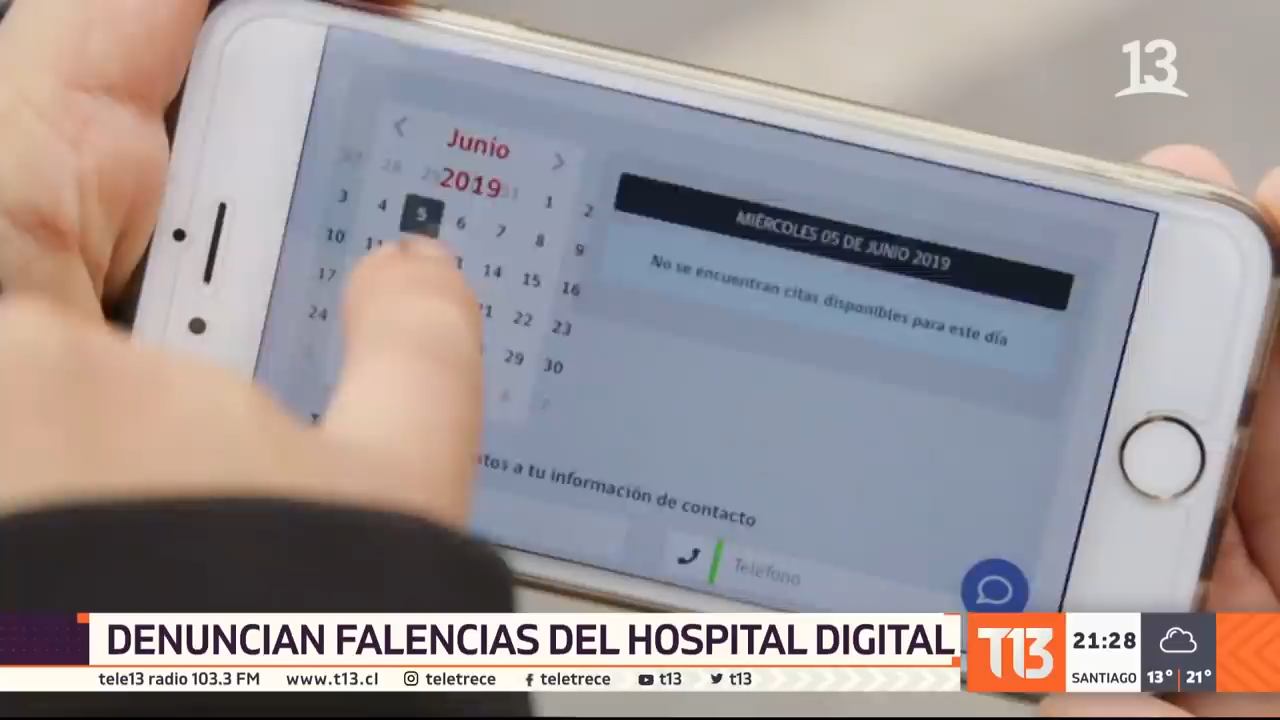 13
Junio
2019
28
1 2
3 4 5 6 7 8 9
10 14 15 16
17 22 23
24 29 30
MIÉRCOLES 05 DE JUNIO 2019
No se encuentran citas disponibles para este día
a tu información de contacto
Teléfono
DENUNCIAN FALENCIAS DEL HOSPITAL DIGITAL
T13
21:28
SANTIAGO
13° 21°
tele13 radio 103.3 FM www.t13.cl teletrece teletrece t13 t13